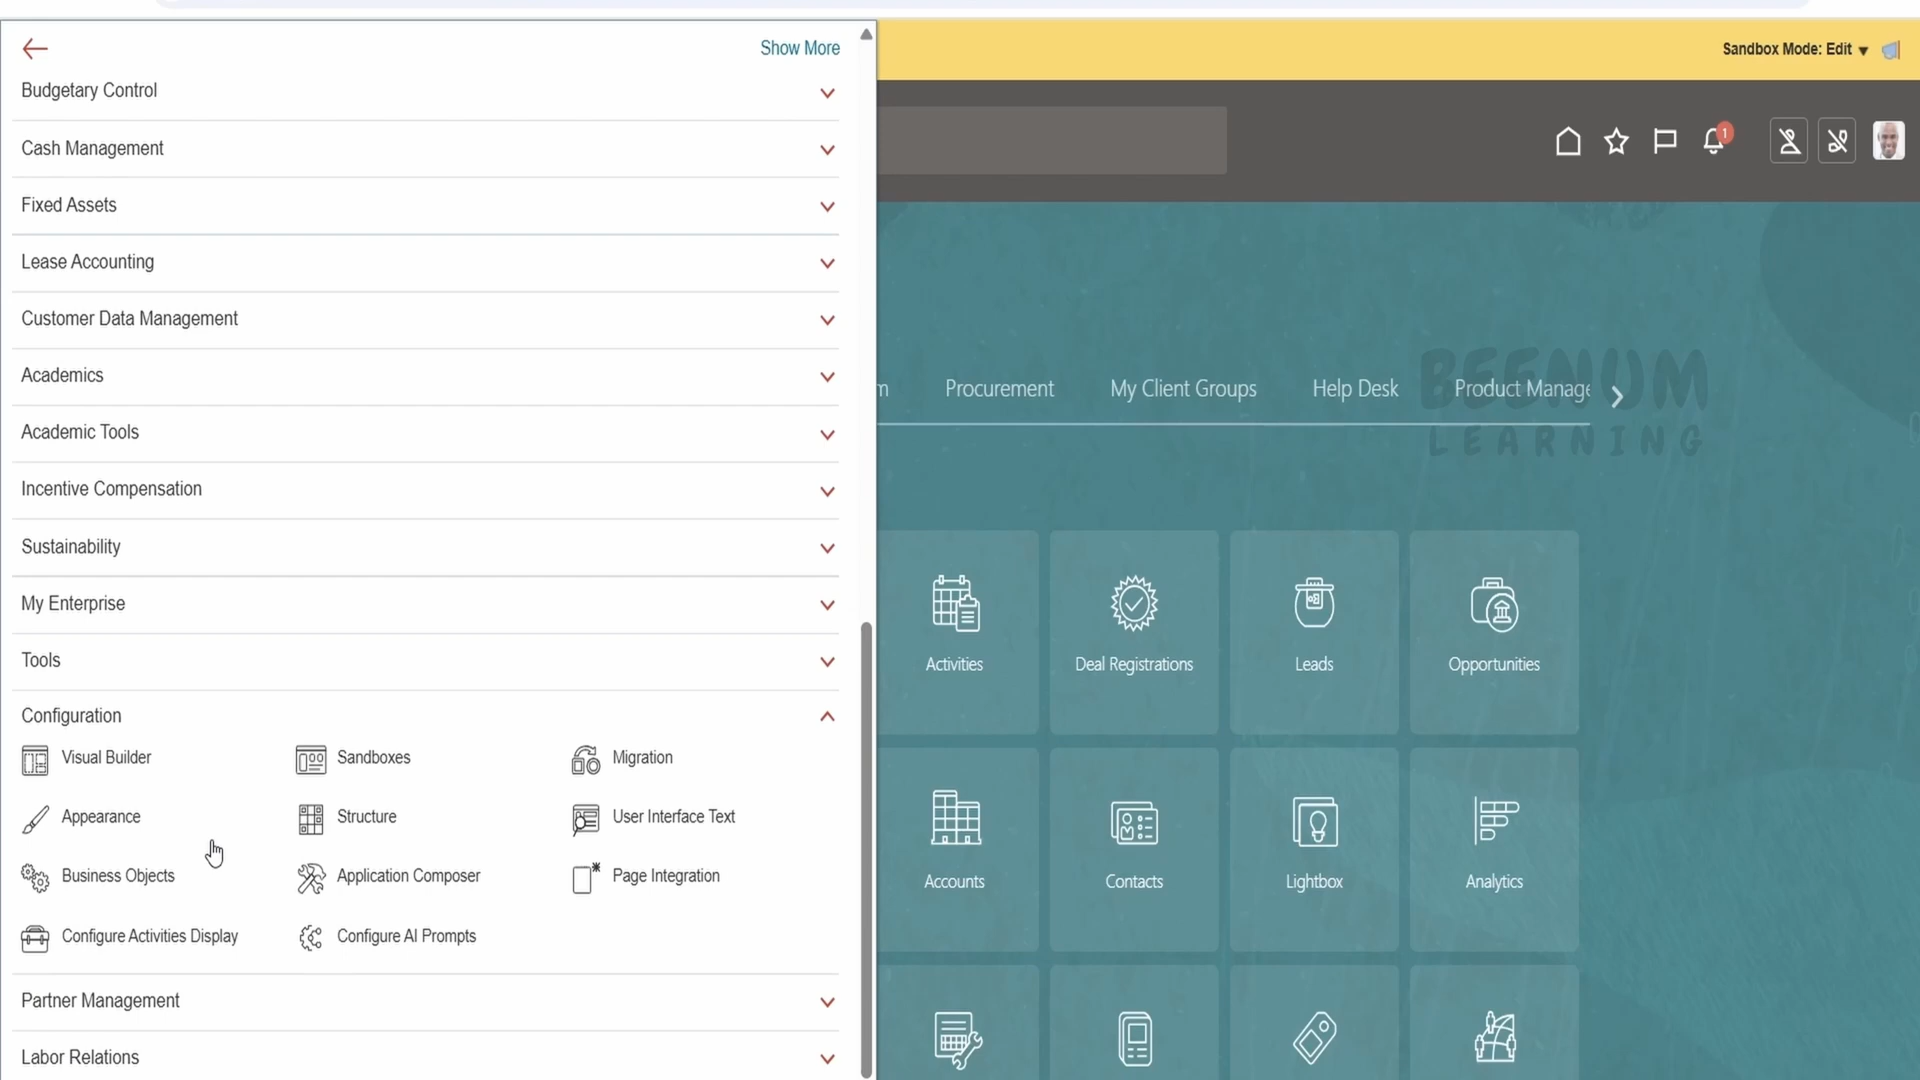 Show More
Budgetary Control
Cash Management
Fixed Assets
Lease Accounting
Customer Data Management
Academics
Academic Tools
Incentive Compensation
Sustainability
My Enterprise
Tools
Configuration
Visual Builder Sandboxes Migration
Appearance Structure User Interface Text
Business Objects Application Composer Page Integration
Configure Activities Display Configure AI Prompts
Partner Management
Labor Relations
Sandbox Mode: Edit
1
m Procurement My Client Groups Help Desk Product Manage
BEENUM
LEARNING
Activities Deal Registrations Leads Opportunities
Accounts Contacts Lightbox Analytics